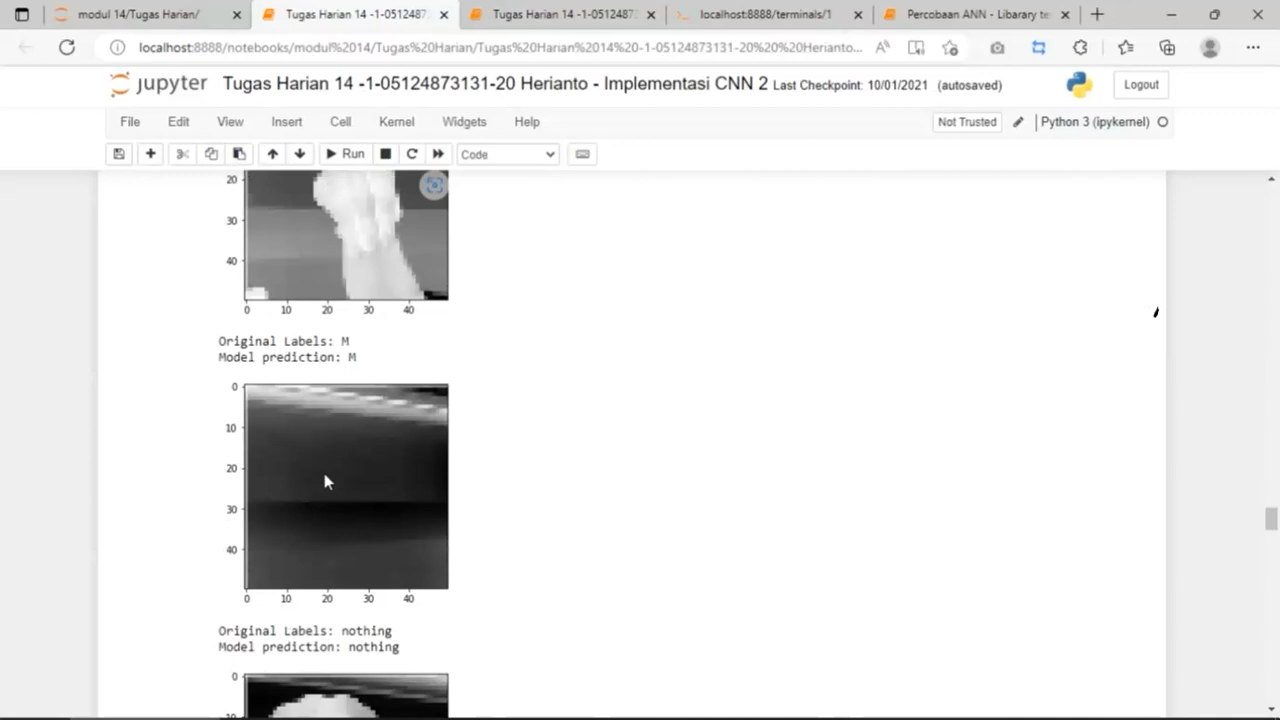 modul 14/Tugas Harian/
Tugas Harian 14 -1-0512487
Tugas Harian 14 -1-0512487
localhost:8888/terminals/1
Percobaan ANN - Libarary te
localhost:8888/notebooks/modul%2014/Tugas%20Harian/Tugas%20Harian%2014%20-1-05124873131-20%20%20Herianto...
jupyter Tugas Harian 14 -1-05124873131-20 Herianto - Implementasi CNN 2 Last Checkpoint: 10/01/2021 (autosaved) Logout
File Edit View Insert Cell Kernel Widgets Help Not Trusted Python 3 (ipykernel)
Run Code
20
30
40
0 10 20 30 40
Original Labels: M
Model prediction: M
0
10
20
30
40
0 10 20 30 40
Original Labels: nothing
Model prediction: nothing
0